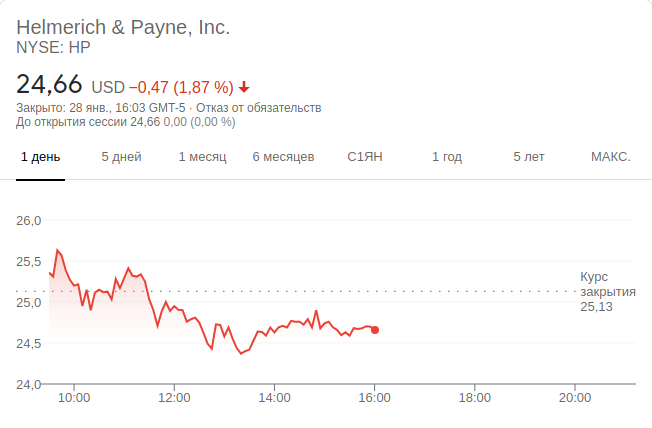 Helmerich & Payne, Inc.
NYSE: HP
24,66 USD −0,47 (1,87 %)
Закрыто: 28 янв., 16:03 GMT-5 · Отказ от обязательств
До открытия сессии 24,66 0,00 (0,00 %)
1 день 5 дней 1 месяц 6 месяцев С1ЯН 1 год 5 лет МАКС.
26,0
25,5
25,0
24,5
24,0
Курс
закрытия
25,13
10:00 12:00 14:00 16:00 18:00 20:00